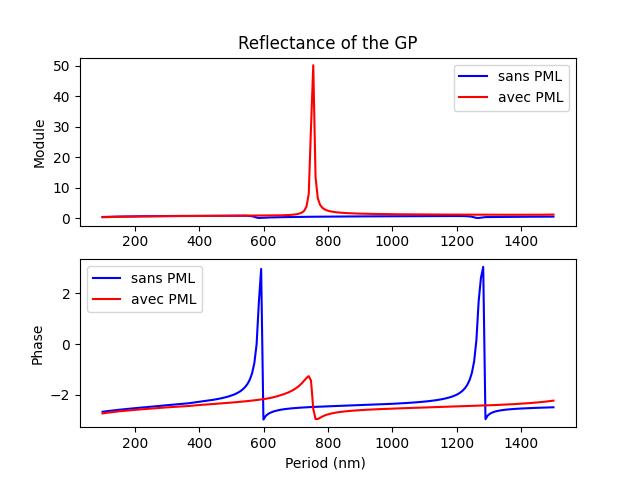 Reflectance of the GP
50
40
30
20
10
0
Module
sans PML
avec PML
200 400 600 800 1000 1200 1400
2
0
−2
Phase
sans PML
avec PML
200 400 600 800 1000 1200 1400
Period (nm)